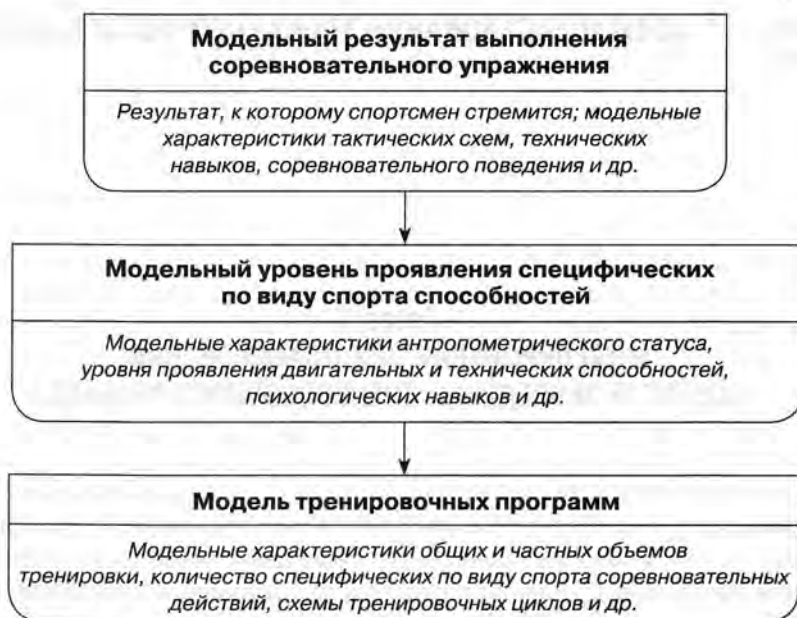 Модельный результат выполнения
соревновательного упражнения
Результат, к которому спортсмен стремится; модельные
характеристики тактических схем, технических
навыков, соревновательного поведения и др.
Модельный уровень проявления специфических
по виду спорта способностей
Модельные характеристики антропометрического статуса,
уровня проявления двигательных и технических способностей,
психологических навыков и др.
Модель тренировочных программ
Модельные характеристики общих и частных объемов
тренировки, количество специфических по виду спорта соревновательных
действий, схемы тренировочных циклов и др.